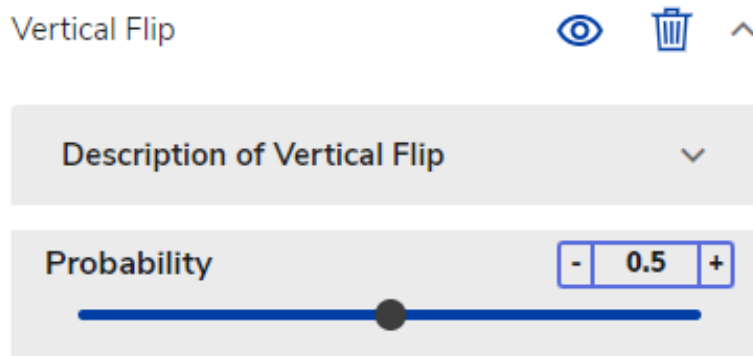 Vertical Flip
Description of Vertical Flip
Probability - 0.5 +